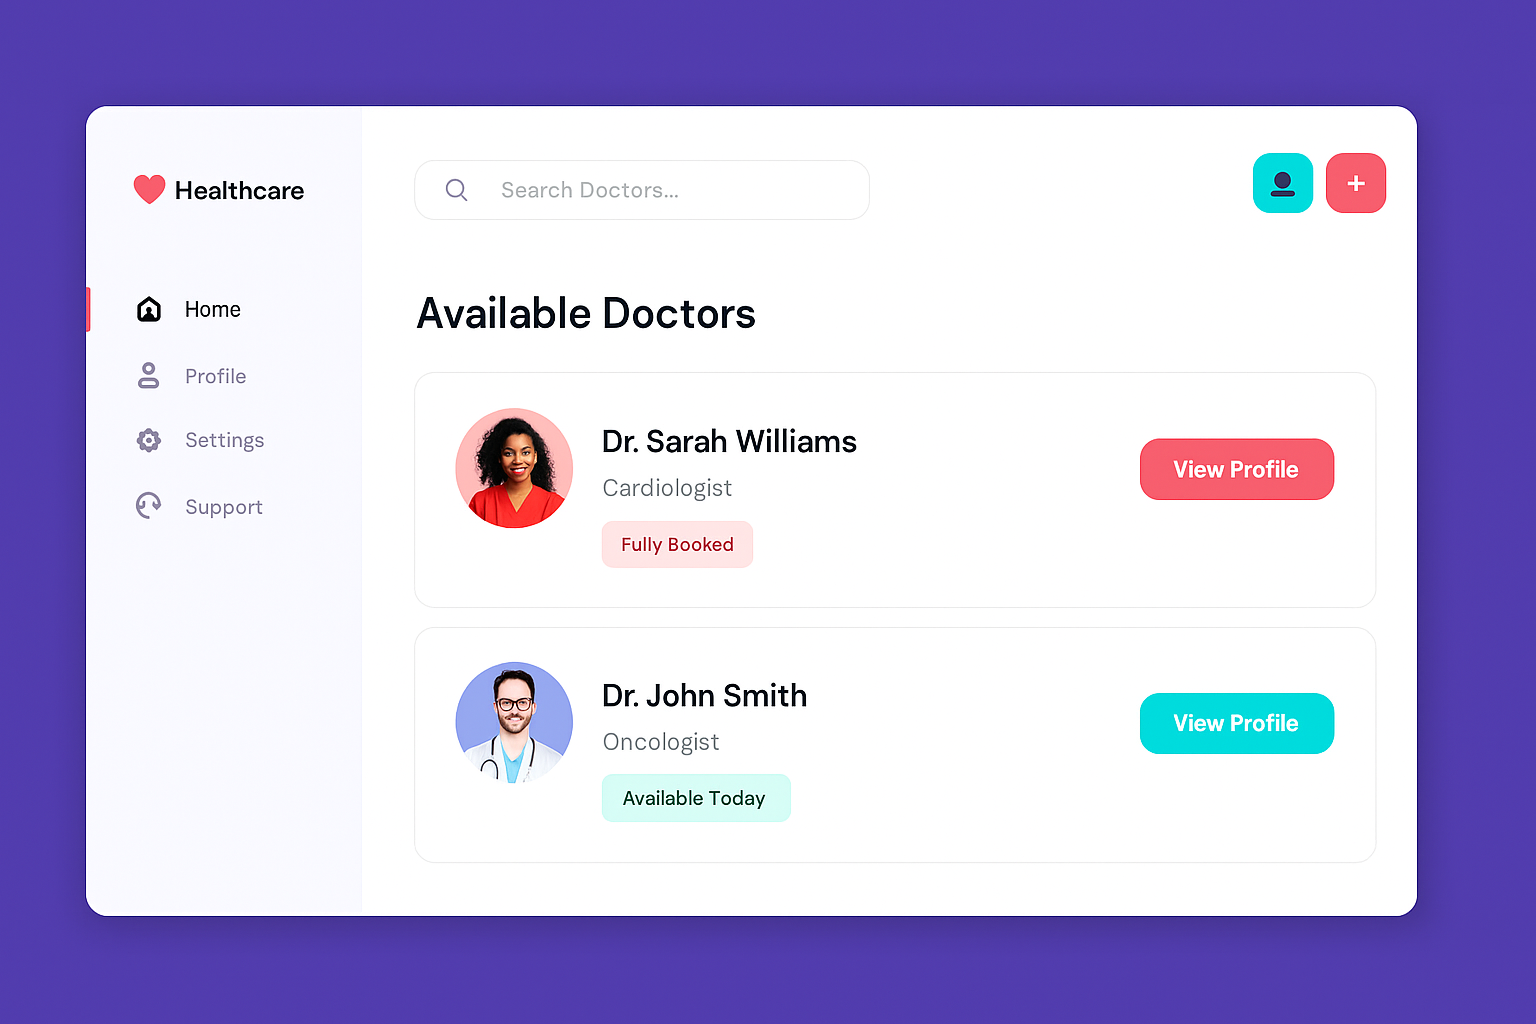 Healthcare
Search Doctors...
+
Home
Profile
Settings
Support
Available Doctors
Dr. Sarah Williams
Cardiologist
Fully Booked
View Profile
Dr. John Smith
Oncologist
Available Today
View Profile